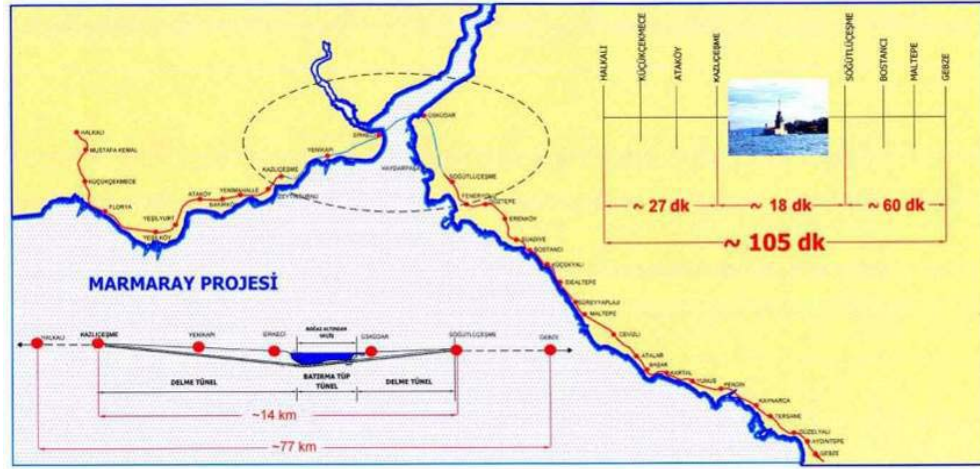 HALKALI
MUSTAFA KEMAL
KÜÇÜKÇEKMECE
FLORYA
YEŞİLYURT
YEŞİLKÖY
ATAKÖY
BAKIRKÖY
YENİMAHALLE
ZEYTİNBURNU
KAZLIÇEŞME
YENİKAPI
SİRKECİ
ÜSKÜDAR
HAYDARPAŞA
SÖĞÜTLÜÇEŞME
FENERYOLU
GÖZTEPE
ERENKÖY
SUADİYE
BOSTANCI
KÜÇÜKYALI
İDEALTEPE
SÜREYYAPLAJI
MALTEPE
CEVİZLİ
ATALAR
BAŞAK
KARTAL
YUNUS
PENDİK
KAYNARCA
TERSANE
GÜZELYALI
AYDINTEPE
GEBZE
HALKALI
KÜÇÜKÇEKMECE
ATAKÖY
KAZLIÇEŞME
SÖĞÜTLÜÇEŞME
BOSTANCI
MALTEPE
GEBZE
~ 27 dk
~ 18 dk
~ 60 dk
~ 105 dk
MARMARAY PROJESİ
BOĞAZ ALTINDAN
HALKALI
KAZLIÇEŞME
YENİKAPI
SİRKECİ
ÜSKÜDAR
SÖĞÜTLÜÇEŞME
GEBZE
DELME TÜNEL
BATIRMA TÜP
TÜNEL
DELME TÜNEL
~14 km
~77 km